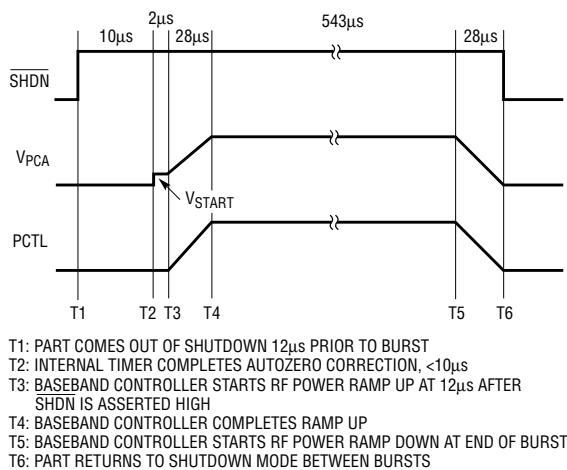 2µs
543µs
10µs 28µs 28µs
SHDN
VPCA
VSTART
PCTL
T1 T2 T3 T4 T5 T6
T1: PART COMES OUT OF SHUTDOWN 12µs PRIOR TO BURST
T2: INTERNAL TIMER COMPLETES AUTOZERO CORRECTION, <10µs
T3: BASEBAND CONTROLLER STARTS RF POWER RAMP UP AT 12µs AFTER
SHDN IS ASSERTED HIGH
T4: BASEBAND CONTROLLER COMPLETES RAMP UP
T5: BASEBAND CONTROLLER STARTS RF POWER RAMP DOWN AT END OF BURST
T6: PART RETURNS TO SHUTDOWN MODE BETWEEN BURSTS